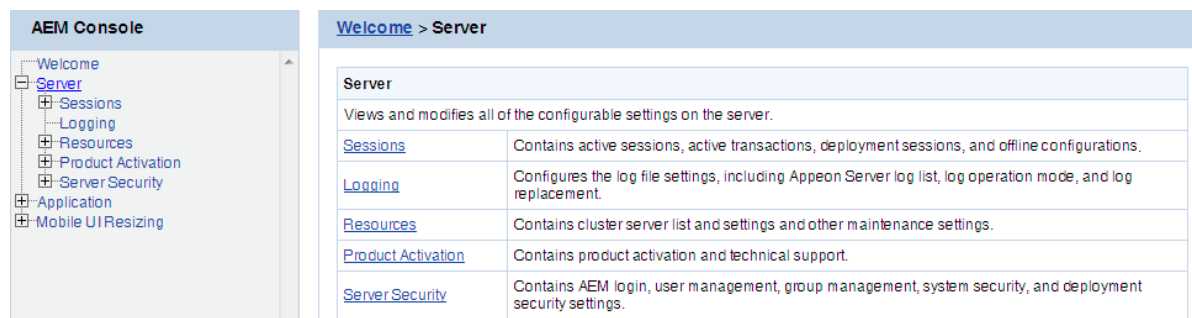 AEM Console
Welcome
Server
Sessions
Logging
Resources
Product Activation
Server Security
Application
Mobile UI Resizing
Welcome > Server
Server
Views and modifies all of the configurable settings on the server.
Sessions
Contains active sessions, active transactions, deployment sessions, and offline configurations.
Logging
Configures the log file settings, including Appeon Server log list, log operation mode, and log
replacement.
Resources
Contains cluster server list and settings and other maintenance settings.
Product Activation
Contains product activation and technical support.
Server Security
Contains AEM login, user management, group management, system security, and deployment
security settings.